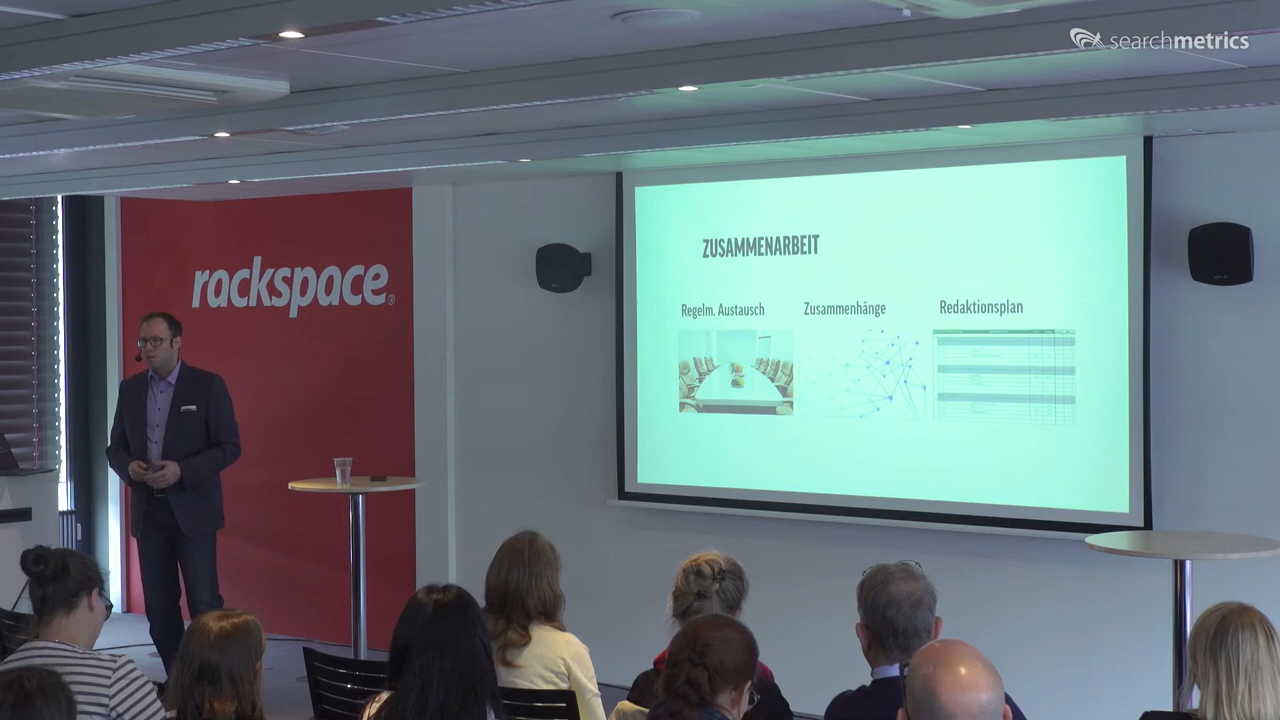 searchmetrics
rackspace®
ZUSAMMENARBEIT
Regelm. Austausch
Zusammenhänge
Redaktionsplan